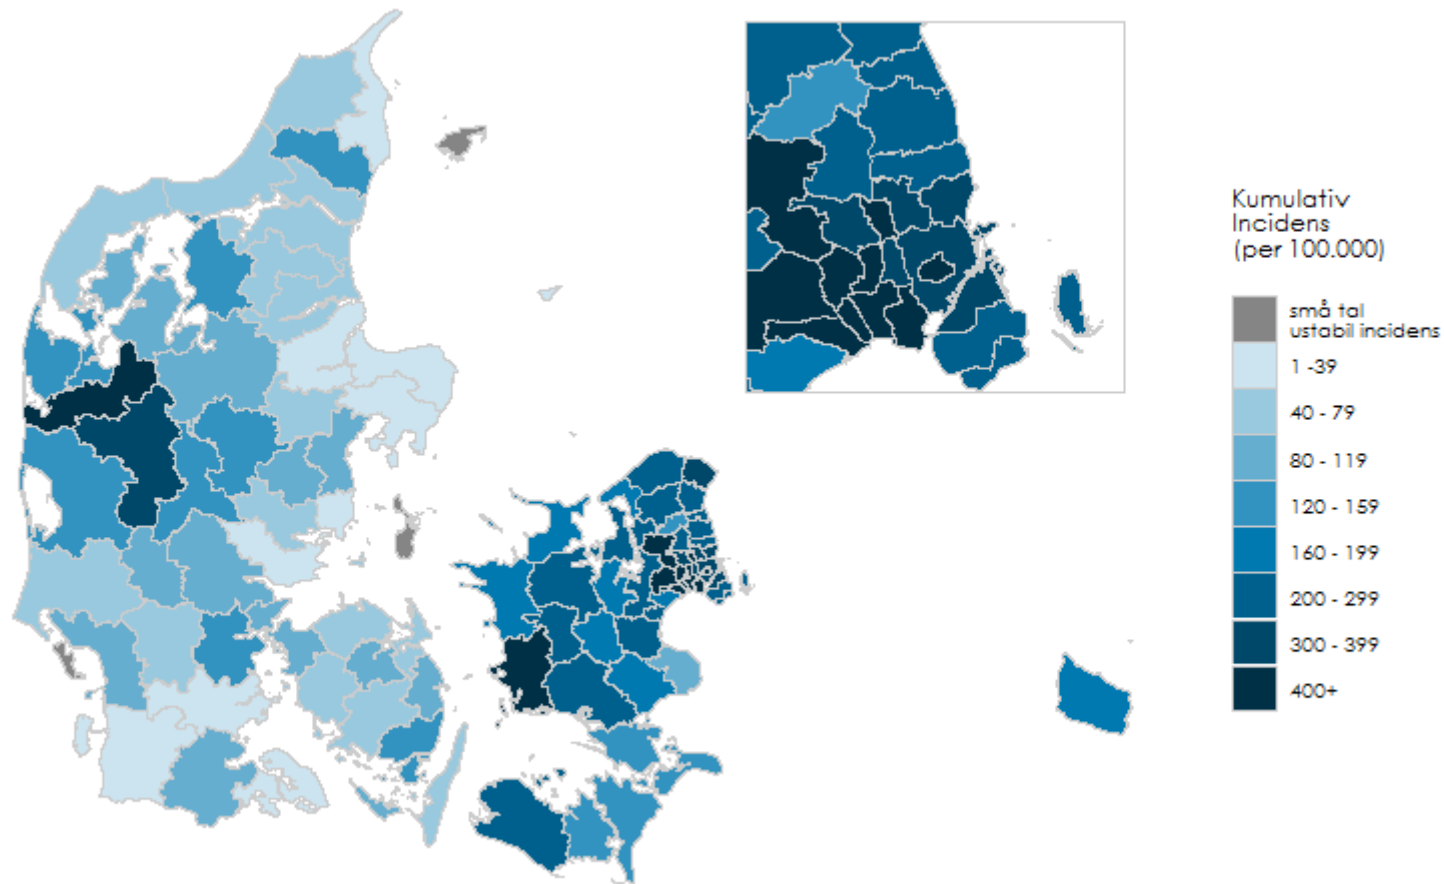 Kumulativ
Incidens
(per 100.000)
små tal
ustabil incidens
1 -39
40 - 79
80 - 119
120 - 159
160 - 199
200 - 299
300 - 399
400+